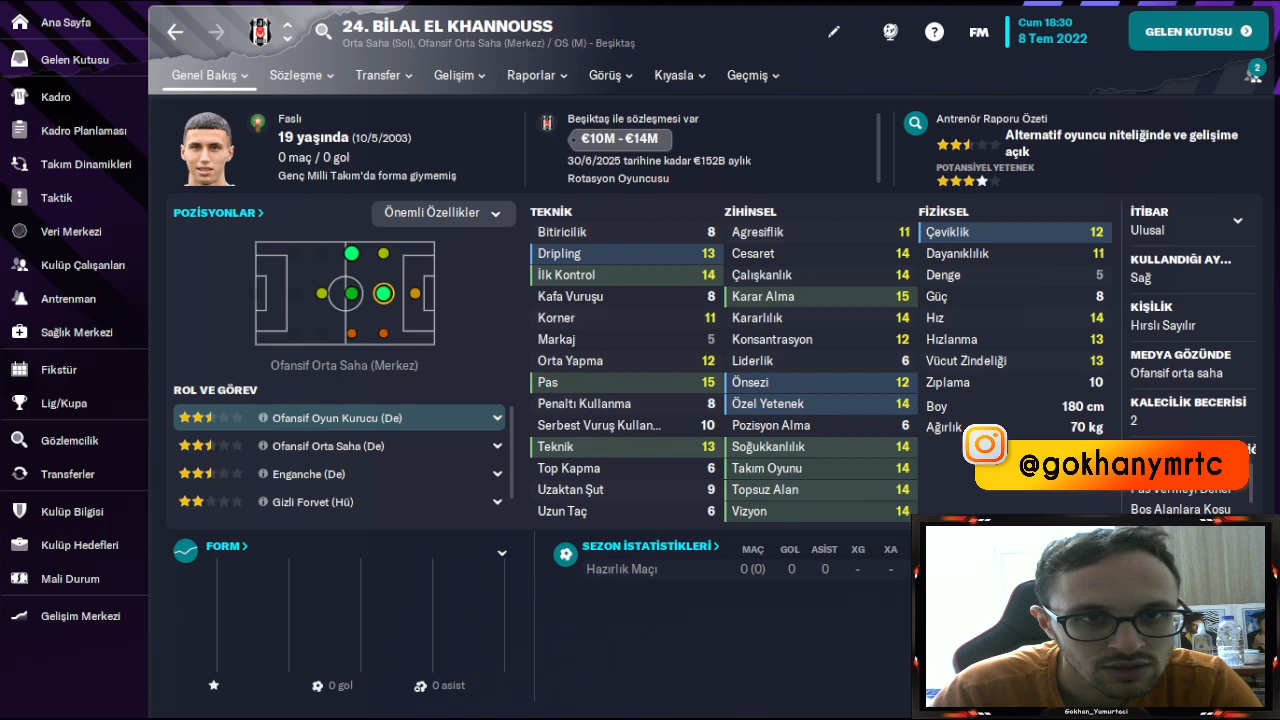 Ana Sayfa
Gelen Kutusu
Kadro
Kadro Planlaması
Takım Dinamikleri
Taktik
Veri Merkezi
Kulüp Çalışanları
Antrenman
Sağlık Merkezi
Fikstür
Lig/Kupa
Gözlemcilik
Transferler
Kulüp Bilgisi
Kulüp Hedefleri
Mali Durum
Gelişim Merkezi
24. BİLAL EL KHANNOUSS
Orta Saha (Sol), Ofansif Orta Saha (Merkez) / OS (M) - Beşiktaş
FM
Cum 18:30
8 Tem 2022
GELEN KUTUSU
2
Genel Bakış
Sözleşme
Transfer
Gelişim
Raporlar
Görüş
Kıyasla
Geçmiş
Faslı
19 yaşında (10/5/2003)
0 maç / 0 gol
Genç Milli Takım'da forma giymemiş
Beşiktaş ile sözleşmesi var
€10M - €14M
30/6/2025 tarihine kadar €152B aylık
Rotasyon Oyuncusu
Antrenör Raporu Özeti
Alternatif oyuncu niteliğinde ve gelişime
açık
POTANSİYEL YETENEK
POZİSYONLAR >
Önemli Özellikler
Ofansif Orta Saha (Merkez)
ROL VE GÖREV
Ofansif Oyun Kurucu (De)
Ofansif Orta Saha (De)
Enganche (De)
Gizli Forvet (Hü)
TEKNİK
Bitiricilik 8
Dripling 13
İlk Kontrol 14
Kafa Vuruşu 8
Korner 11
Markaj 5
Orta Yapma 12
Pas 15
Penaltı Kullanma 8
Serbest Vuruş Kullan... 10
Teknik 13
Top Kapma 6
Uzaktan Şut 9
Uzun Taç 6
ZİHİNSEL
Agresiflik 11
Cesaret 14
Çalışkanlık 14
Karar Alma 15
Kararlılık 14
Konsantrasyon 12
Liderlik 6
Önsezi 12
Özel Yetenek 14
Pozisyon Alma 6
Soğukkanlılık 14
Takım Oyunu 14
Topsuz Alan 14
Vizyon 14
FİZİKSEL
Çeviklik 12
Dayanıklılık 11
Denge 5
Güç 8
Hız 14
Hızlanma 13
Vücut Zindeliği 13
Zıplama 10
Boy 180 cm
Ağırlık 70 kg
İTİBAR
Ulusal
KULLANDIĞI AY...
Sağ
KİŞİLİK
Hırslı Sayılır
MEDYA GÖZÜNDE
Ofansif orta saha
KALECİLİK BECERİSİ
2
Boş Alanlara Koşu
@gokhanymrtc
FORM >
0 gol
0 asist
SEZON İSTATİSTİKLERİ >
MAÇ GOL ASİST XG XA
Hazırlık Maçı 0 (0) 0 0 - -
Gokhan_Yumurtaci